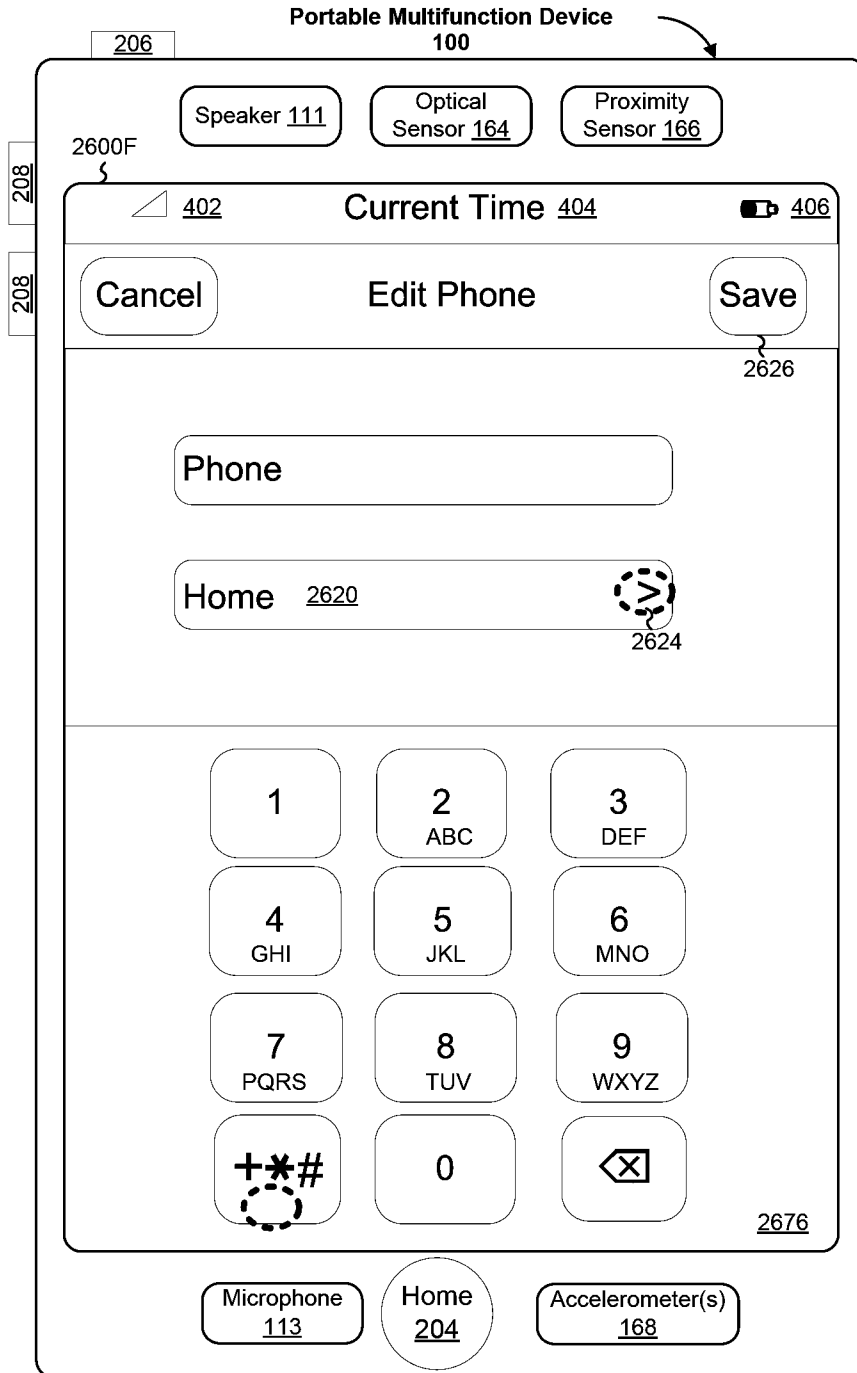 Portable Multifunction Device
100
206
Speaker 111
Optical
Sensor 164
Proximity
Sensor 166
2600F
208
208
402
Current Time 404
406
Cancel
Edit Phone
Save
2626
Phone
Home 2620 >
2624
1
2
ABC
3
DEF
4
GHI
5
JKL
6
MNO
7
PQRS
8
TUV
9
WXYZ
+*#
0
2676
Microphone
113
Home
204
Accelerometer(s)
168